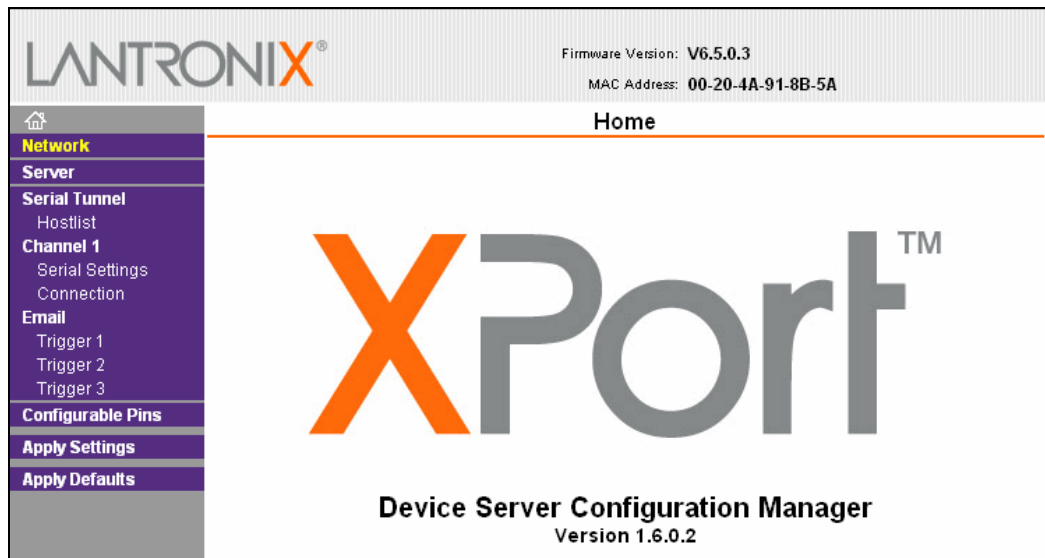 LANTRONIX®
Firmware Version: V6.5.0.3
MAC Address: 00-20-4A-91-8B-5A
Home
Network
Server
Serial Tunnel
Hostlist
Channel 1
Serial Settings
Connection
Email
Trigger 1
Trigger 2
Trigger 3
Configurable Pins
Apply Settings
Apply Defaults
XPort™
Device Server Configuration Manager
Version 1.6.0.2